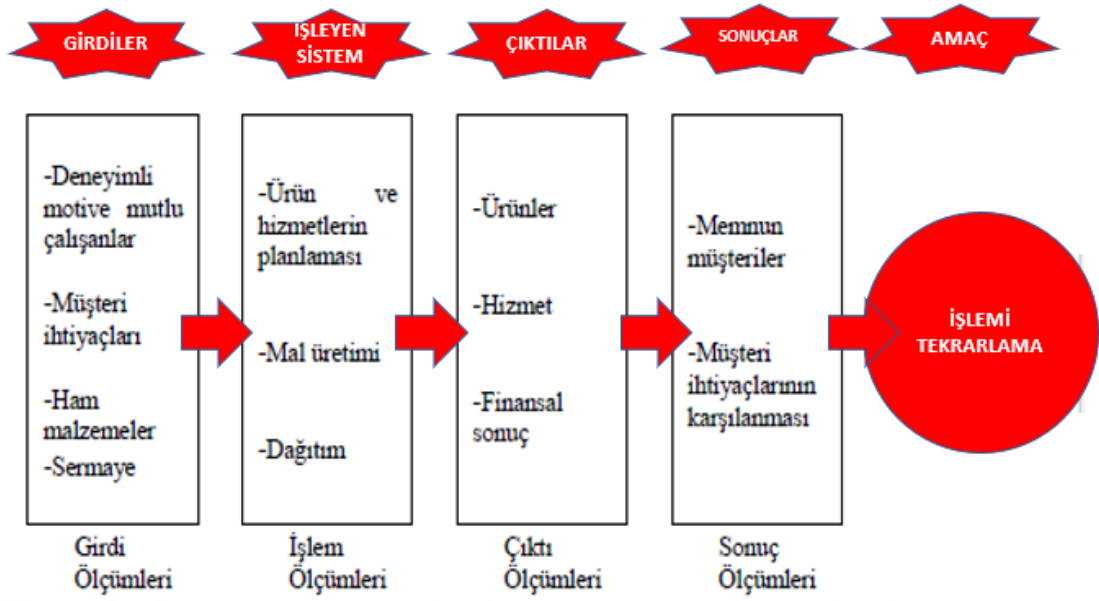 GİRDİLER
İŞLEYEN
SİSTEM
ÇIKTILAR
SONUÇLAR
AMAÇ
-Deneyimli
motive mutlu
çalışanlar
-Müşteri
ihtiyaçları
-Ham
malzemeler
-Sermaye
-Ürün ve
hizmetlerin
planlaması
-Mal üretimi
-Dağıtım
-Ürünler
-Hizmet
-Finansal
sonuç
-Memnun
müşteriler
-Müşteri
ihtiyaçlarının
karşılanması
İŞLEMİ
TEKRARLAMA
Girdi
Ölçümleri
İşlem
Ölçümleri
Çıktı
Ölçümleri
Sonuç
Ölçümleri